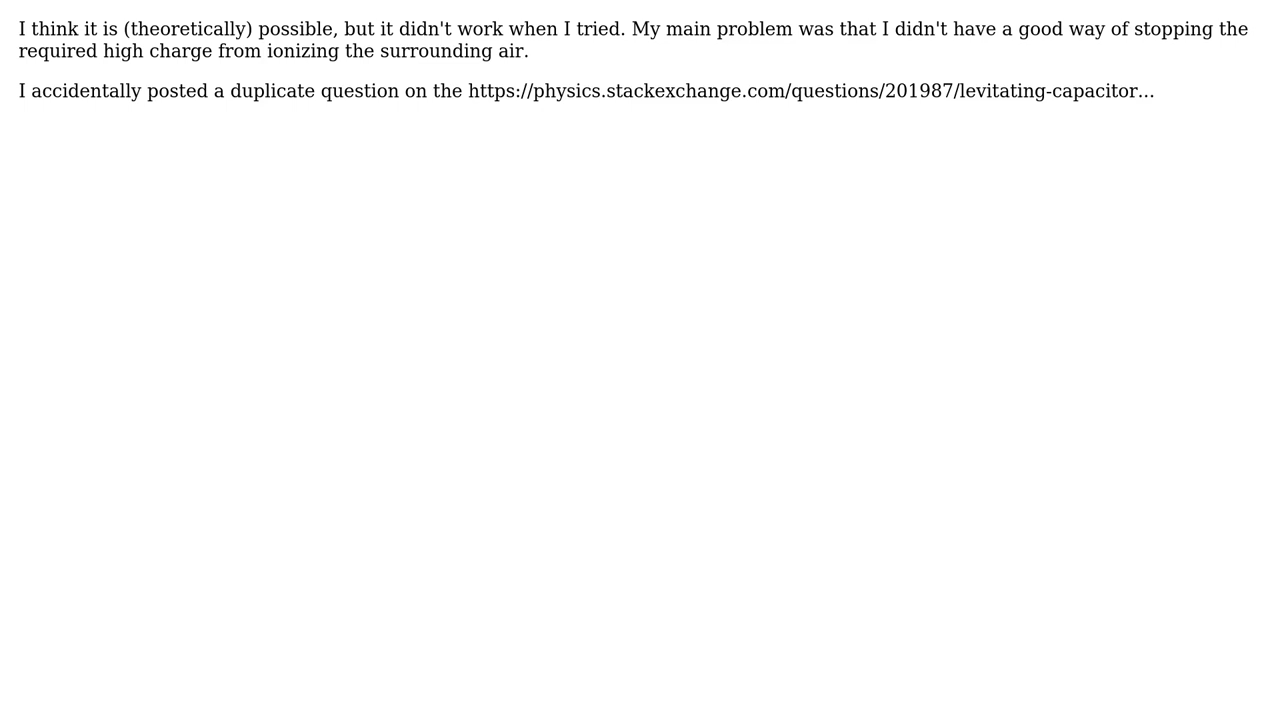 I think it is (theoretically) possible, but it didn't work when I tried. My main problem was that I didn't have a good way of stopping the
required high charge from ionizing the surrounding air.
I accidentally posted a duplicate question on the https://physics.stackexchange.com/questions/201987/levitating-capacitor...